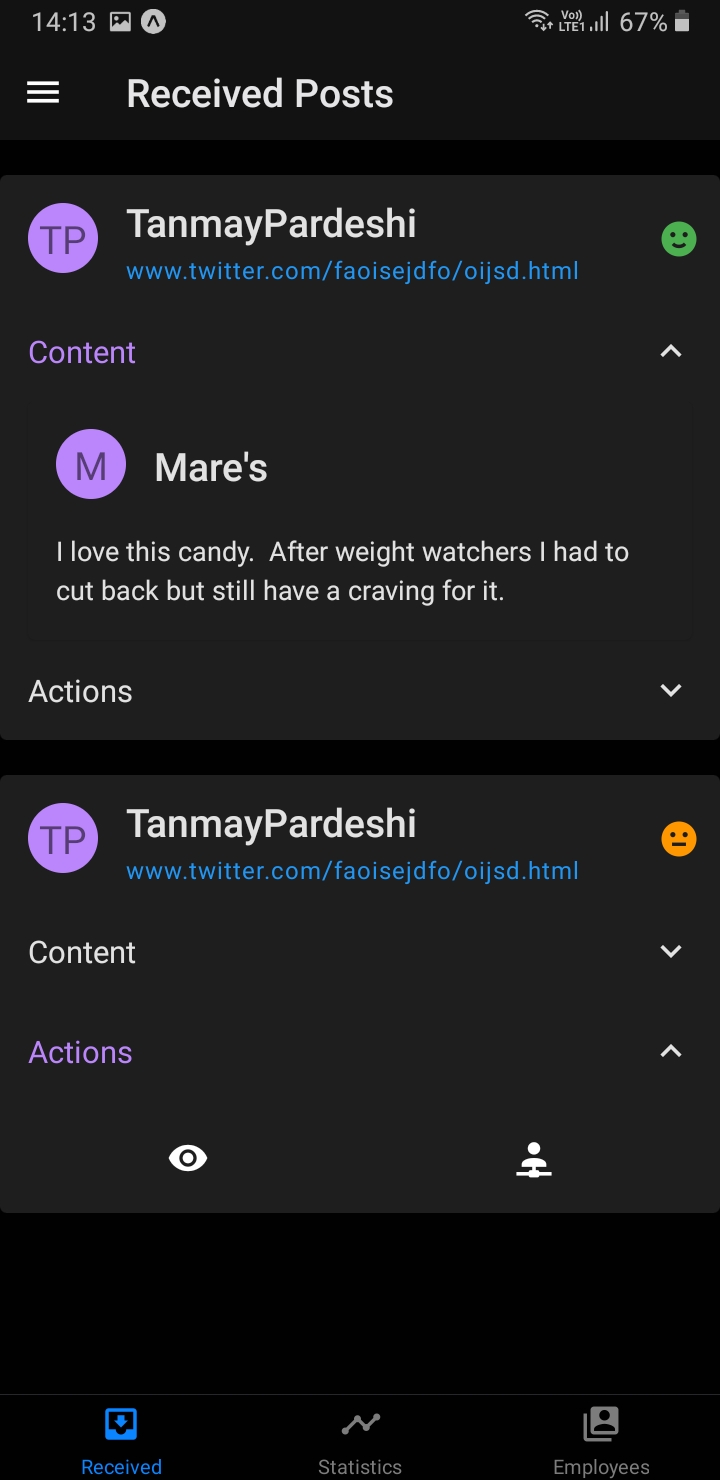 14:13
Vo)) LTE1 67%
Received Posts
TP
TanmayPardeshi
www.twitter.com/faoisejdfo/oijsd.html
Content
M
Mare's
I love this candy.  After weight watchers I had to
cut back but still have a craving for it.
Actions
TP
TanmayPardeshi
www.twitter.com/faoisejdfo/oijsd.html
Content
Actions
Received
Statistics
Employees